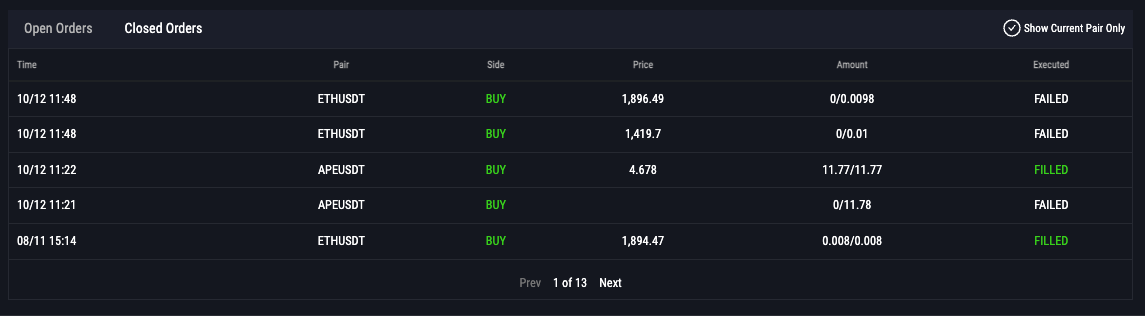 Open Orders Closed Orders Show Current Pair Only
Time Pair Side Price Amount Executed
10/12 11:48 ETHUSDT BUY 1,896.49 0/0.0098 FAILED
10/12 11:48 ETHUSDT BUY 1,419.7 0/0.01 FAILED
10/12 11:22 APEUSDT BUY 4.678 11.77/11.77 FILLED
10/12 11:21 APEUSDT BUY 0/11.78 FAILED
08/11 15:14 ETHUSDT BUY 1,894.47 0.008/0.008 FILLED
Prev 1 of 13 Next